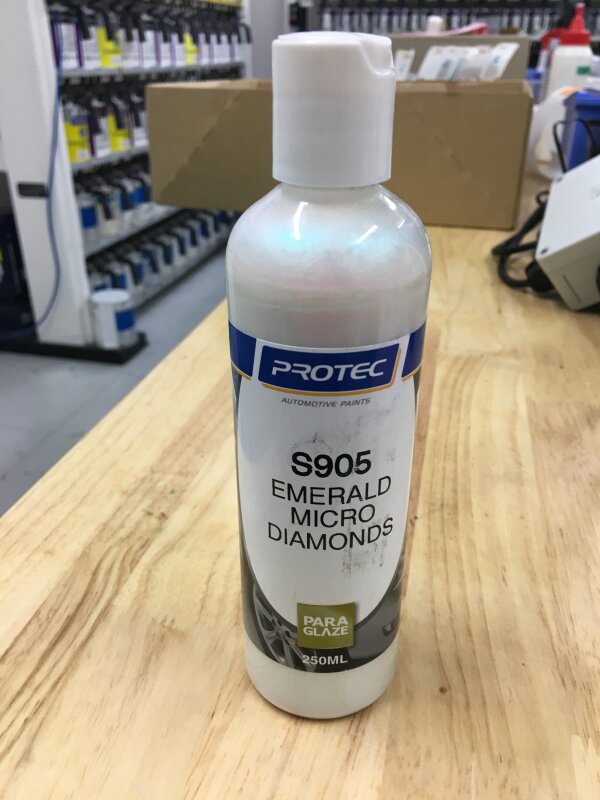 PROTEC
AUTOMOTIVE PAINTS
S905
EMERALD
MICRO
DIAMONDS
PARA
GLAZE
250ML